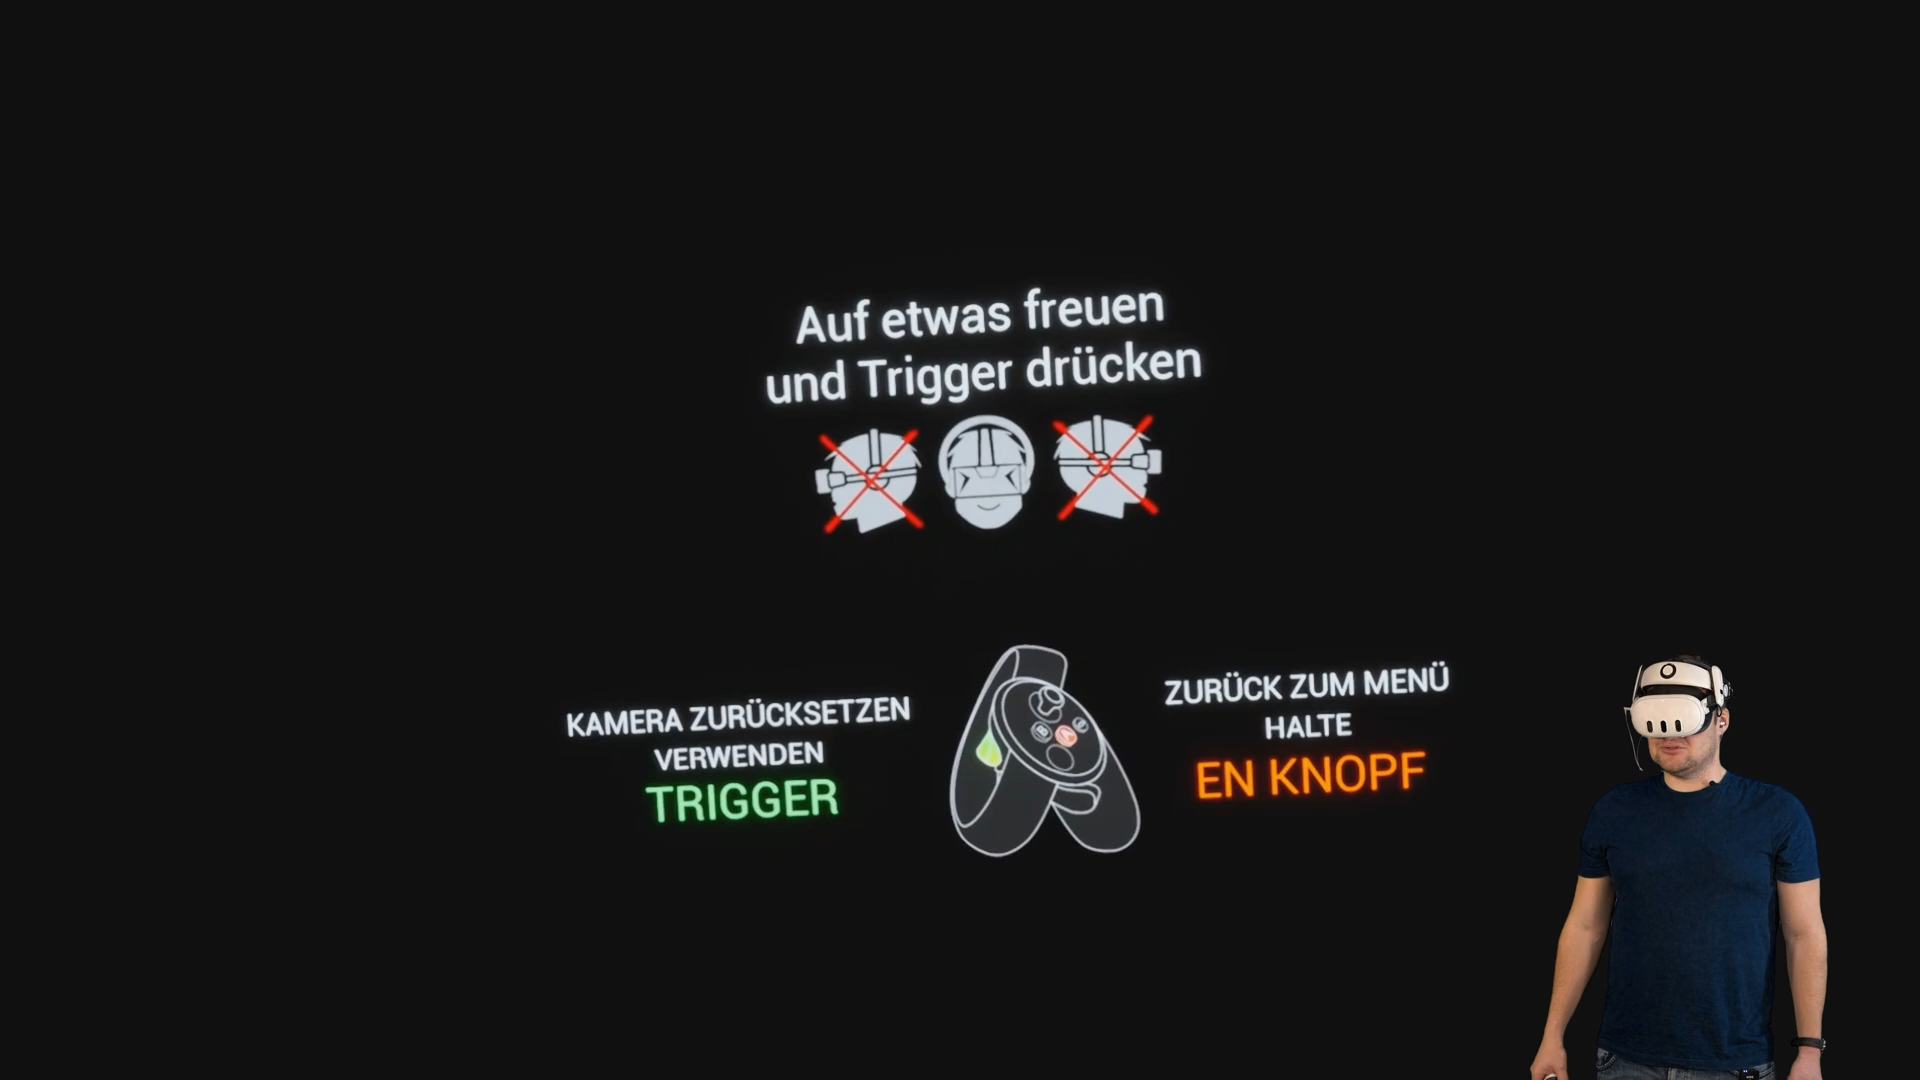 Auf etwas freuen
und Trigger drücken
KAMERA ZURÜCKSETZEN
VERWENDEN
TRIGGER
B
A
ZURÜCK ZUM MENÜ
HALTE
EN KNOPF